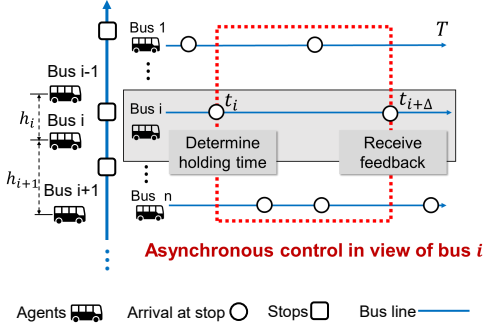 Bus 1
T
Bus i-1
h_i
Bus i
h_{i+1}
Bus i+1
Bus i
t_i
t_{i+Δ}
Determine
holding time
Receive
feedback
Bus n
Asynchronous control in view of bus i
Agents
Arrival at stop
Stops
Bus line